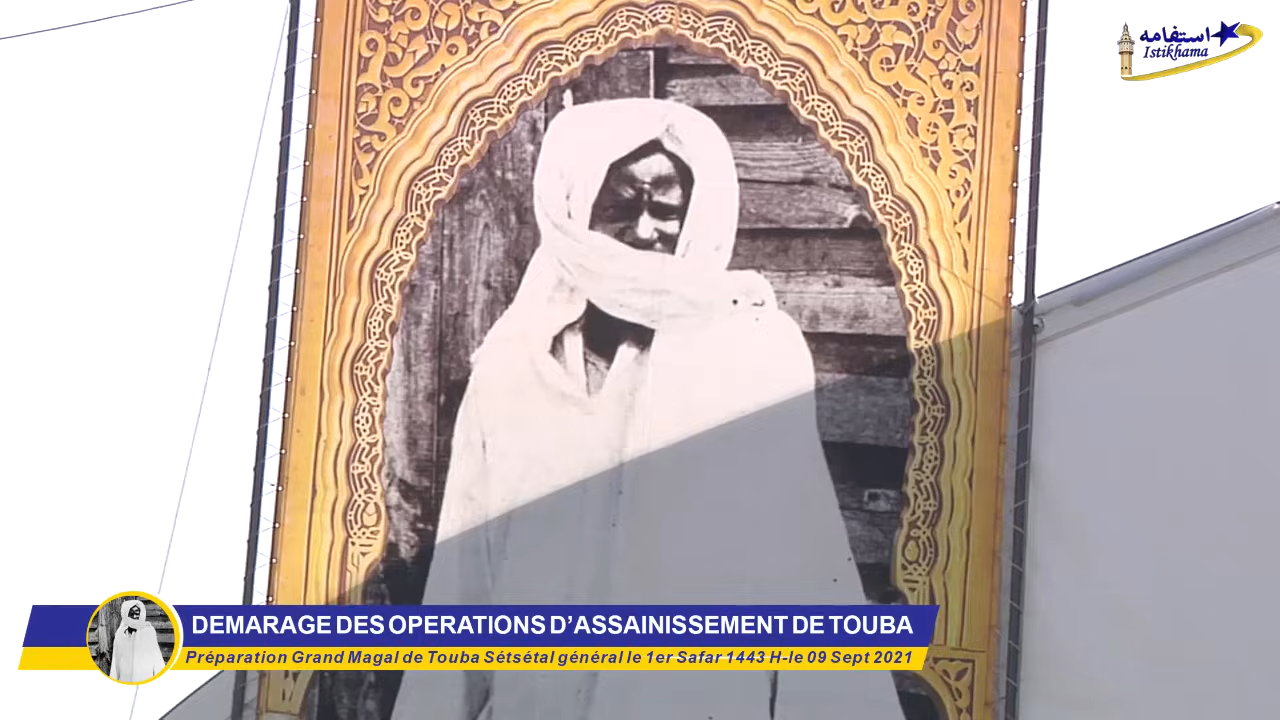 استقامه
Istikhama
DEMARAGE DES OPERATIONS D'ASSAINISSEMENT DE TOUBA
Préparation Grand Magal de Touba Sétsétal général le 1er Safar 1443 H-le 09 Sept 2021